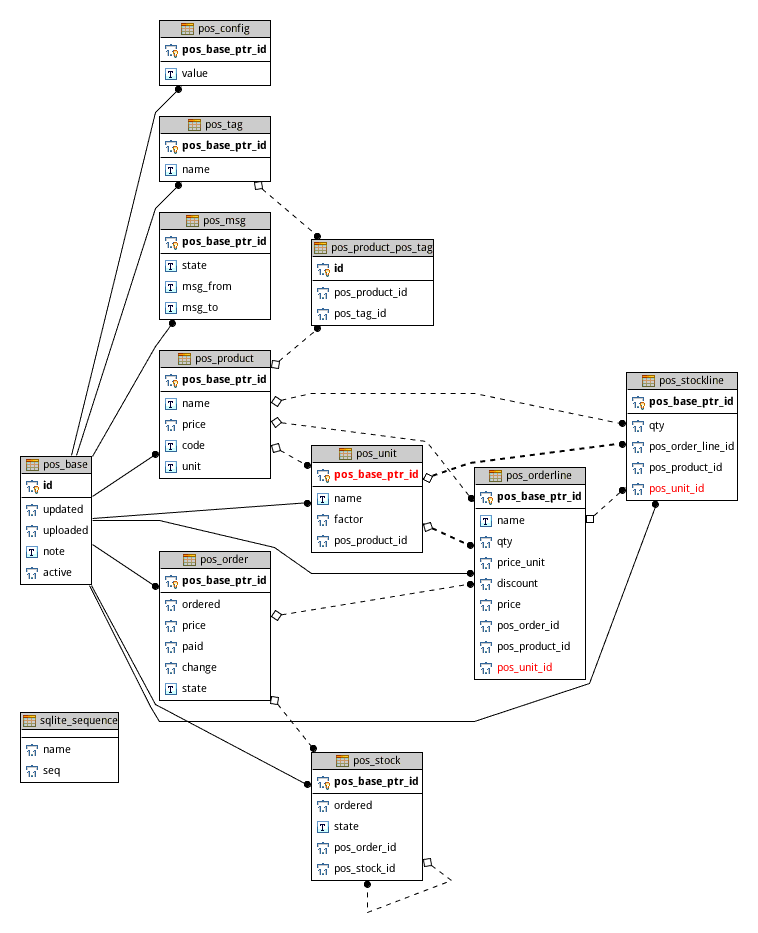 pos_config
pos_base_ptr_id
value
pos_tag
pos_base_ptr_id
name
pos_msg
pos_base_ptr_id
state
msg_from
msg_to
pos_product_pos_tag
id
pos_product_id
pos_tag_id
pos_product
pos_base_ptr_id
name
price
code
unit
pos_stockline
pos_base_ptr_id
qty
pos_order_line_id
pos_product_id
pos_unit_id
pos_unit
pos_base_ptr_id
name
factor
pos_product_id
pos_base
id
updated
uploaded
note
active
pos_orderline
pos_base_ptr_id
name
qty
price_unit
discount
price
pos_order_id
pos_product_id
pos_unit_id
pos_order
pos_base_ptr_id
ordered
price
paid
change
state
sqlite_sequence
name
seq
pos_stock
pos_base_ptr_id
ordered
state
pos_order_id
pos_stock_id